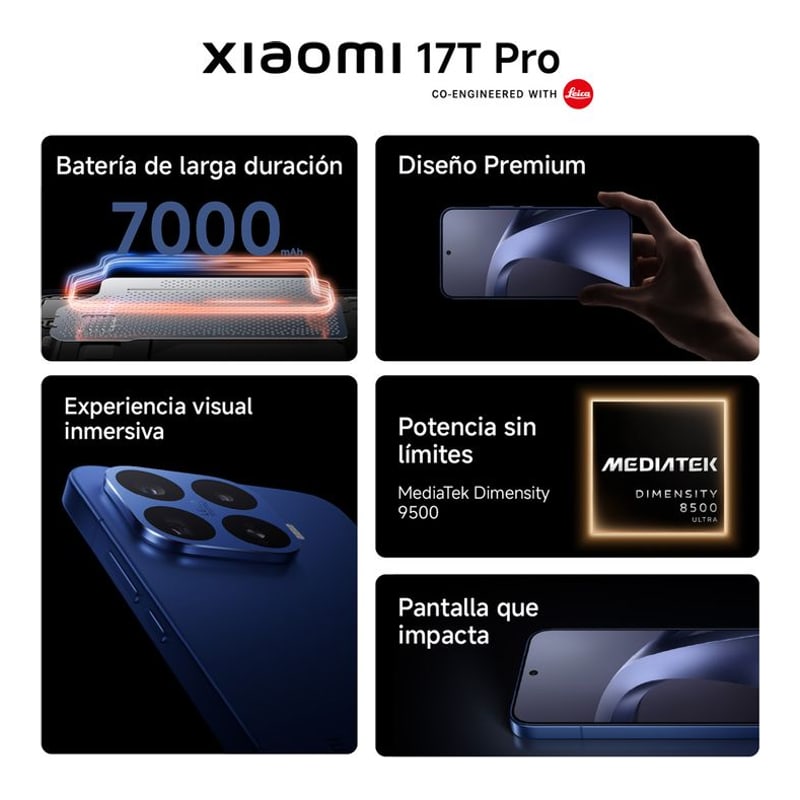 xiaomi 17T Pro
CO-ENGINEERED WITH Leica
Batería de larga duración
7000
mAh
Diseño Premium
Experiencia visual
inmersiva
Potencia sin
límites
MediaTek Dimensity
9500
MEDIATEK
DIMENSITY
8500
ULTRA
Pantalla que
impacta